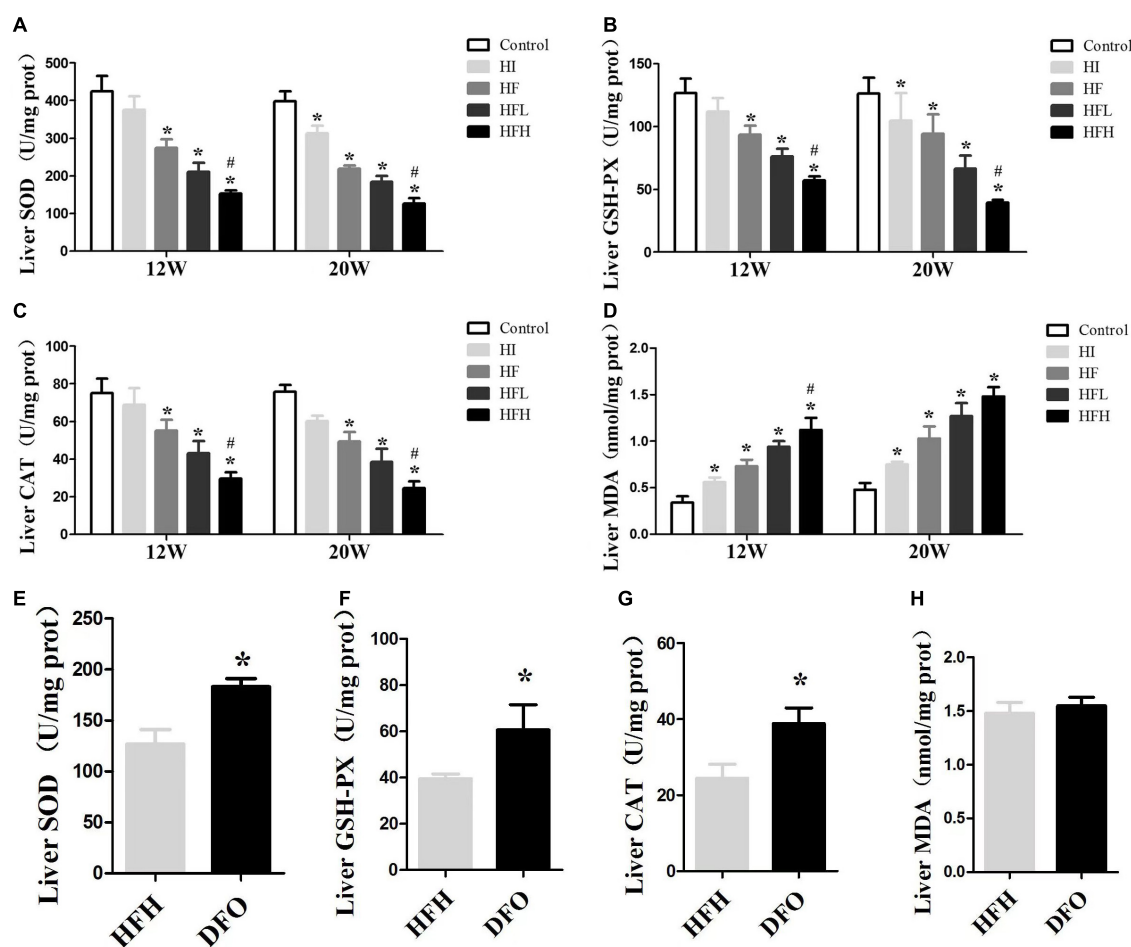 A
Liver SOD (U/mg prot)
500
400
300
200
100
0
*
*
#
*
*
*
*
#
*
12W
20W
Control
HI
HF
HFL
HFH
B
Liver GSH-PX (U/mg prot)
150
100
50
0
*
*
#
*
*
*
*
#
*
12W
20W
Control
HI
HF
HFL
HFH
C
Liver CAT (U/mg prot)
100
80
60
40
20
0
*
*
#
*
*
*
#
*
12W
20W
Control
HI
HF
HFL
HFH
D
Liver MDA (nmol/mg prot)
2.0
1.5
1.0
0.5
0.0
*
*
*
#
*
*
*
*
*
12W
20W
Control
HI
HF
HFL
HFH
E
Liver SOD (U/mg prot)
250
200
150
100
50
0
*
HFH
DFO
F
Liver GSH-PX (U/mg prot)
100
80
60
40
20
0
*
HFH
DFO
G
Liver CAT (U/mg prot)
60
40
20
0
*
HFH
DFO
H
Liver MDA (nmol/mg prot)
2.0
1.5
1.0
0.5
0.0
HFH
DFO